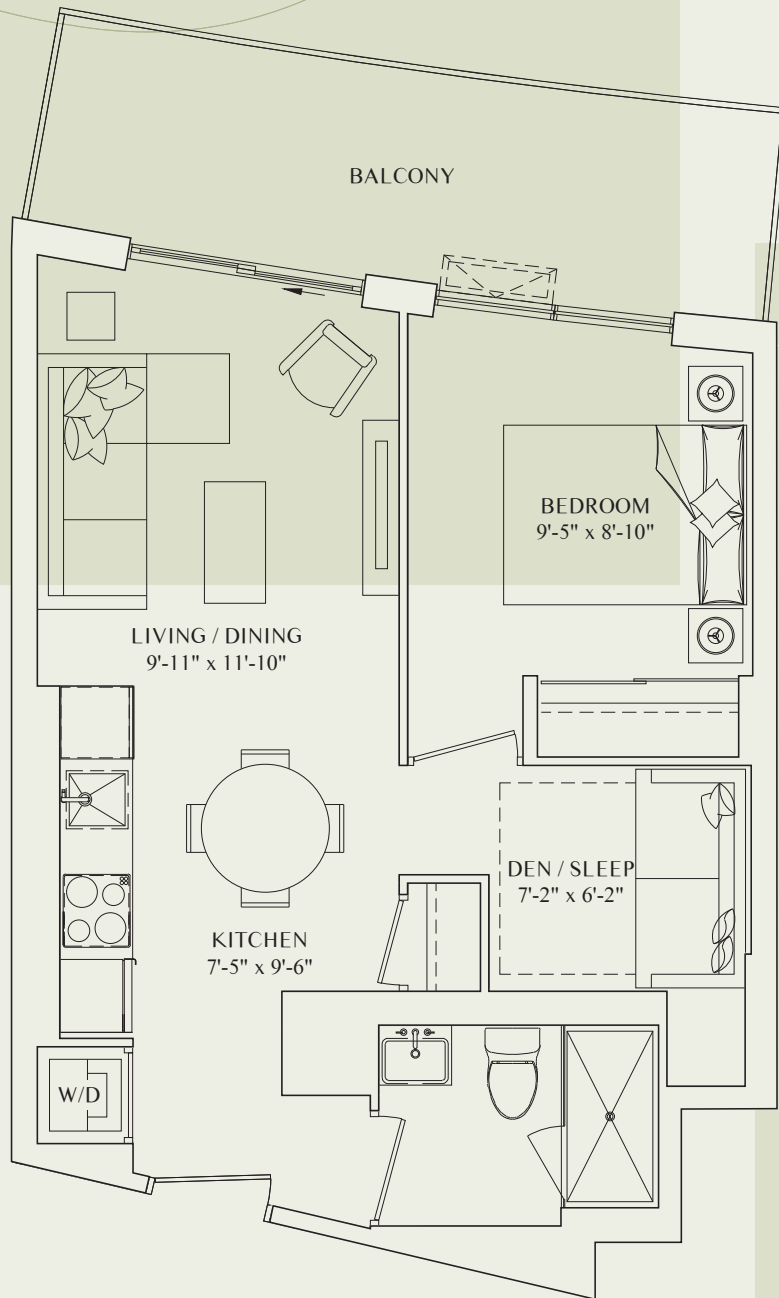 BALCONY
BEDROOM
9'-5" x 8'-10"
LIVING / DINING
9'-11" x 11'-10"
DEN / SLEEP
7'-2" x 6'-2"
KITCHEN
7'-5" x 9'-6"
W/D